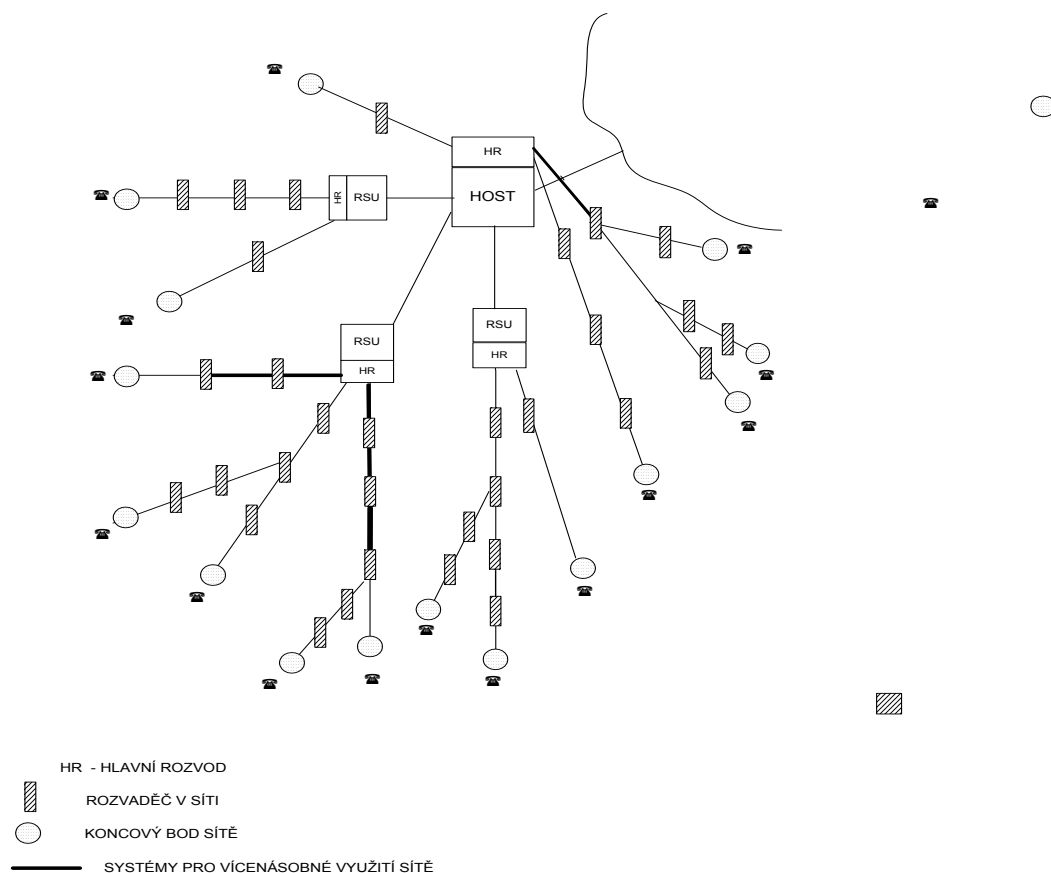 HR
HOST
HR
RSU
RSU
HR
RSU
HR
HR - HLAVNÍ ROZVOD
ROZVADĚČ V SÍTI
KONCOVÝ BOD SÍTĚ
SYSTÉMY PRO VÍCENÁSOBNÉ VYUŽITÍ SÍTĚ